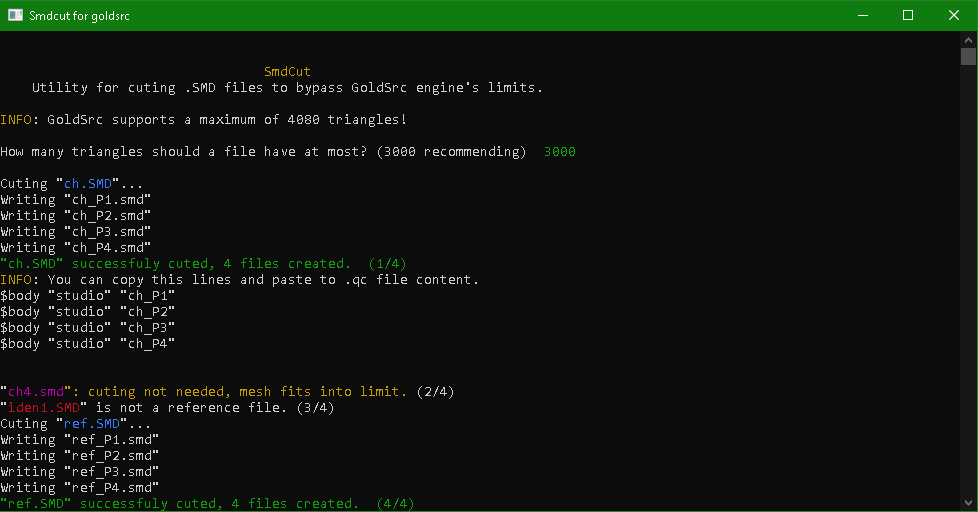 Smdcut for goldsrc
SmdCut
Utility for cuting .SMD files to bypass GoldSrc engine's limits.
INFO: GoldSrc supports a maximum of 4080 triangles!
How many triangles should a file have at most? (3000 recommending) 3000
Cuting "ch.SMD"...
Writing "ch_P1.smd"
Writing "ch_P2.smd"
Writing "ch_P3.smd"
Writing "ch_P4.smd"
"ch.SMD" successfuly cuted, 4 files created. (1/4)
INFO: You can copy this lines and paste to .qc file content.
$body "studio" "ch_P1"
$body "studio" "ch_P2"
$body "studio" "ch_P3"
$body "studio" "ch_P4"
"ch4.smd": cuting not needed, mesh fits into limit. (2/4)
"iden1.SMD" is not a reference file. (3/4)
Cuting "ref.SMD"...
Writing "ref_P1.smd"
Writing "ref_P2.smd"
Writing "ref_P3.smd"
Writing "ref_P4.smd"
"ref.SMD" successfuly cuted, 4 files created. (4/4)